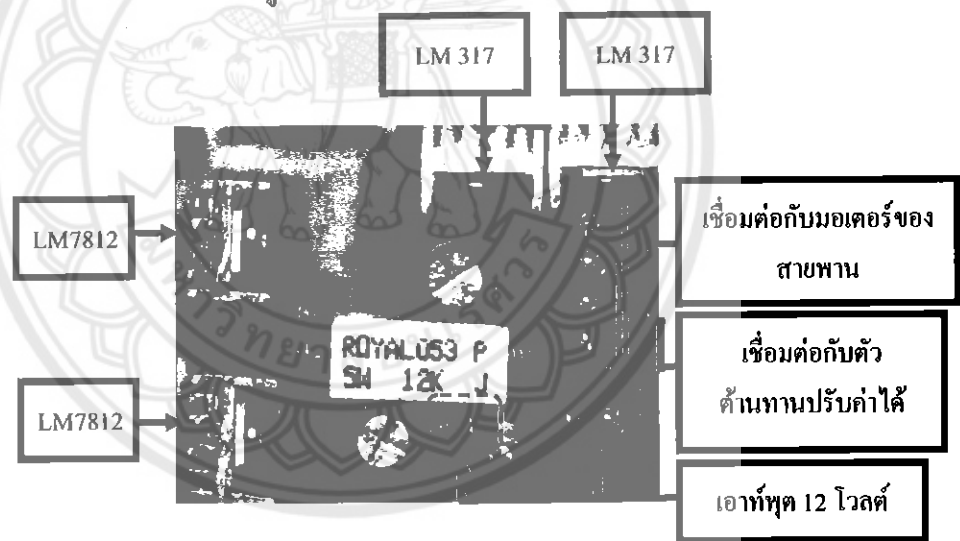 LM 317
LM 317
LM7812
เชื่อมต่อกับมอเตอร์ของ
สายพาน
ROYAL053 P
SW 12K J
เชื่อมต่อกับตัว
ต้านทานปรับค่าได้
LM7812
เอาท์พุต 12 โวลต์